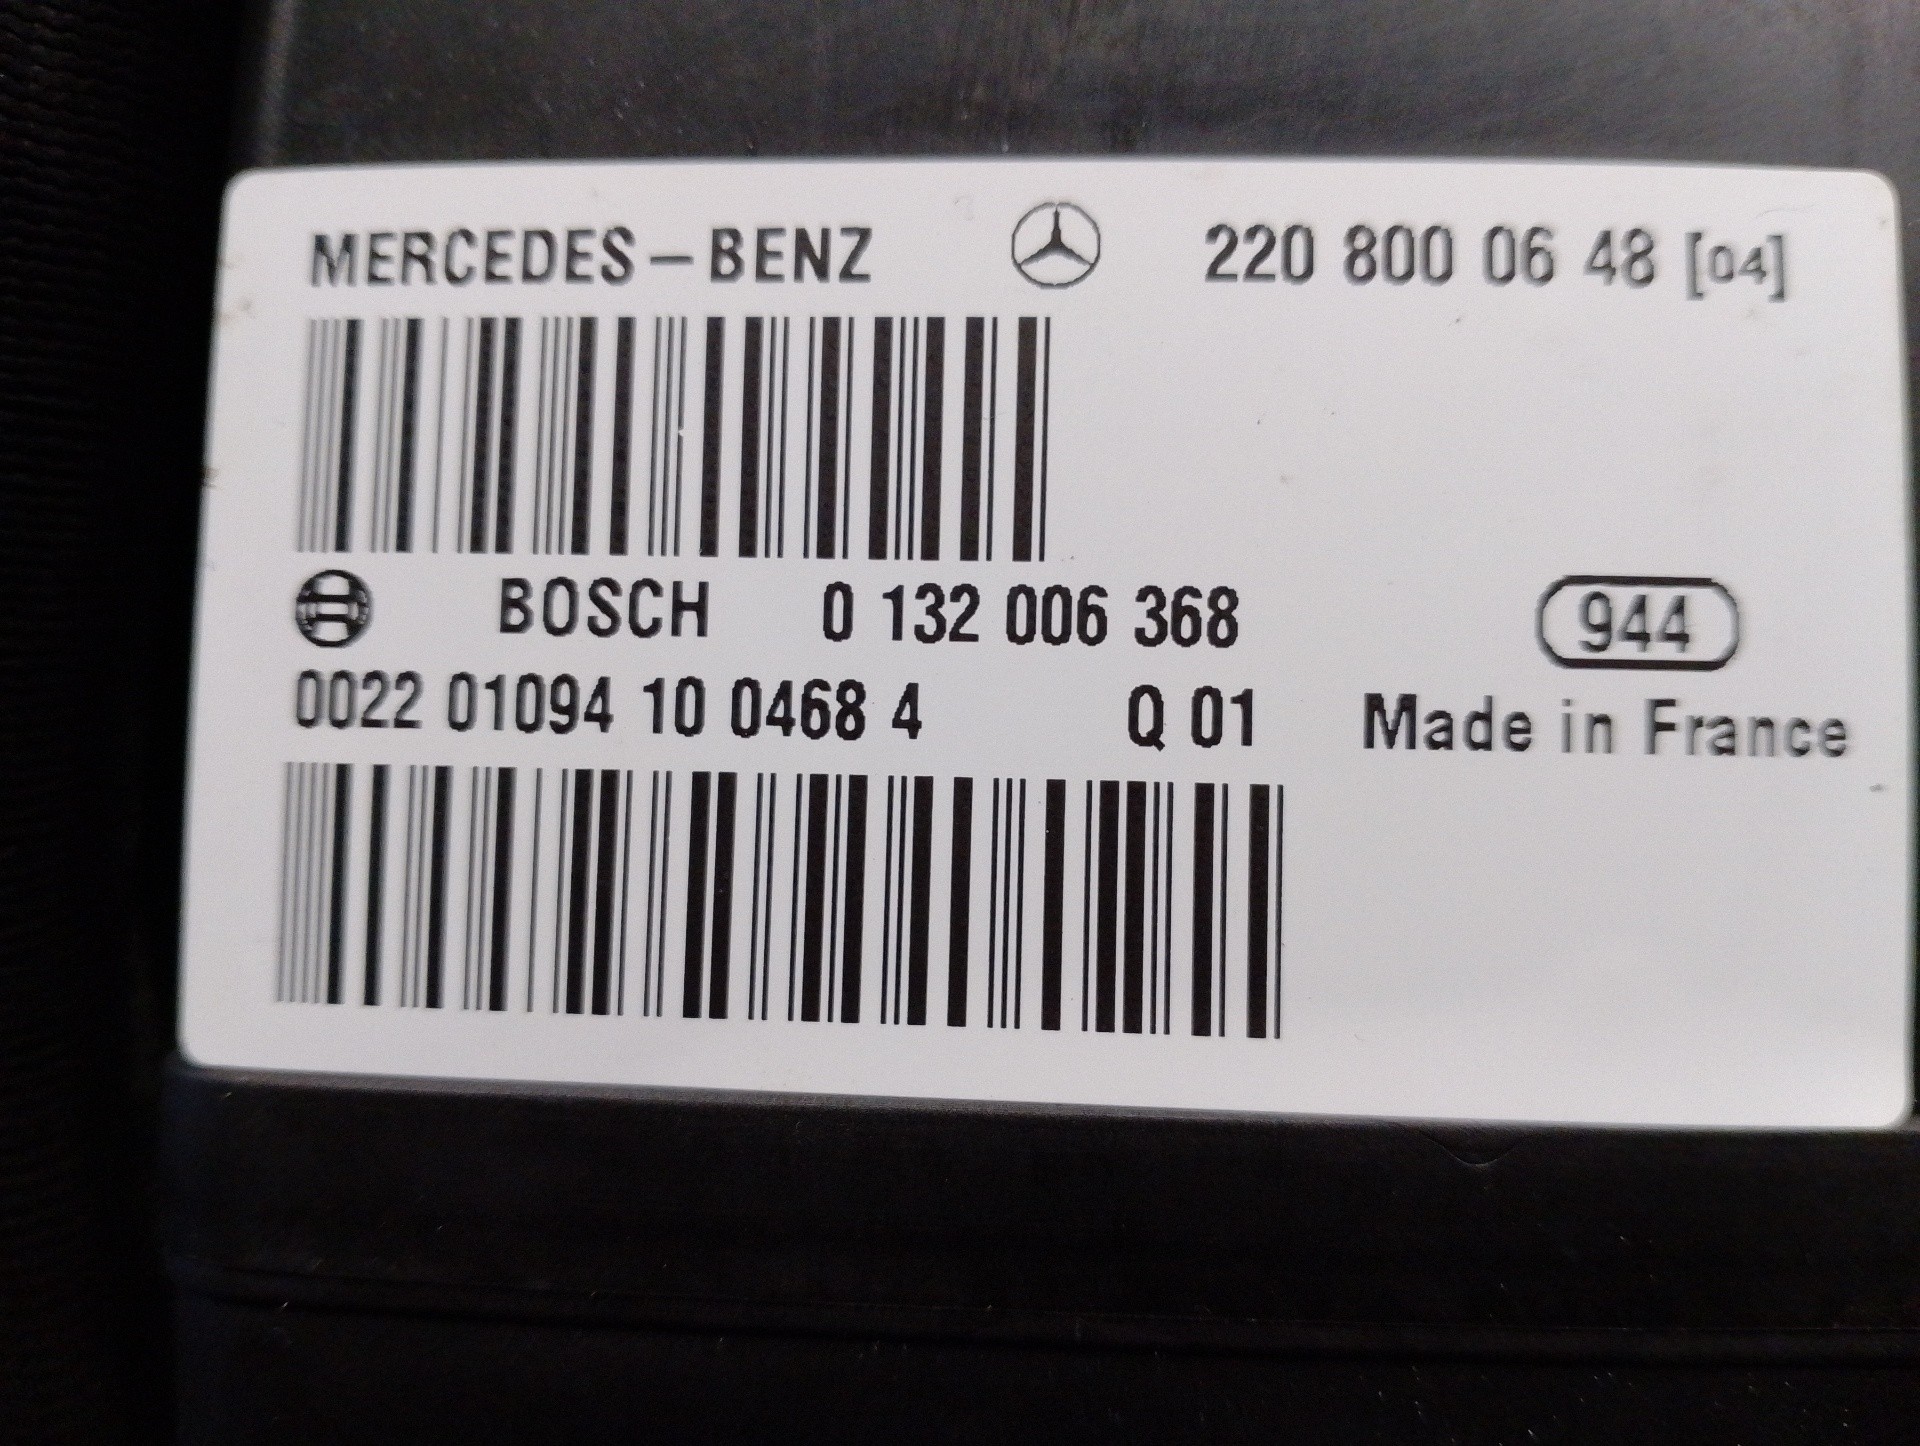 MERCEDES-BENZ 220 800 06 48 [04]
BOSCH 0 132 006 368 944
0022 01094 10 0468 4 Q 01 Made in France